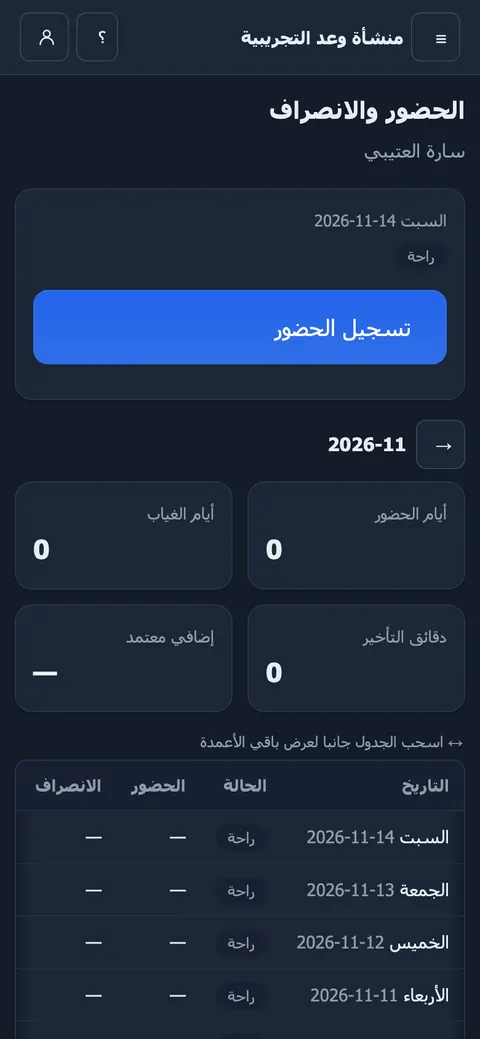 ≡ منشأة وعد التجريبية ؟
الحضور والانصراف
سارة العتيبي
السبت 14-11-2026
راحة
تسجيل الحضور
→ 2026-11
أيام الحضور
0
أيام الغياب
0
دقائق التأخير
0
إضافي معتمد
—
↔ اسحب الجدول جانبا لعرض باقي الأعمدة
التاريخ الحالة الحضور الانصراف
السبت 14-11-2026 راحة — —
الجمعة 13-11-2026 راحة — —
الخميس 12-11-2026 راحة — —
الأربعاء 11-11-2026 راحة — —